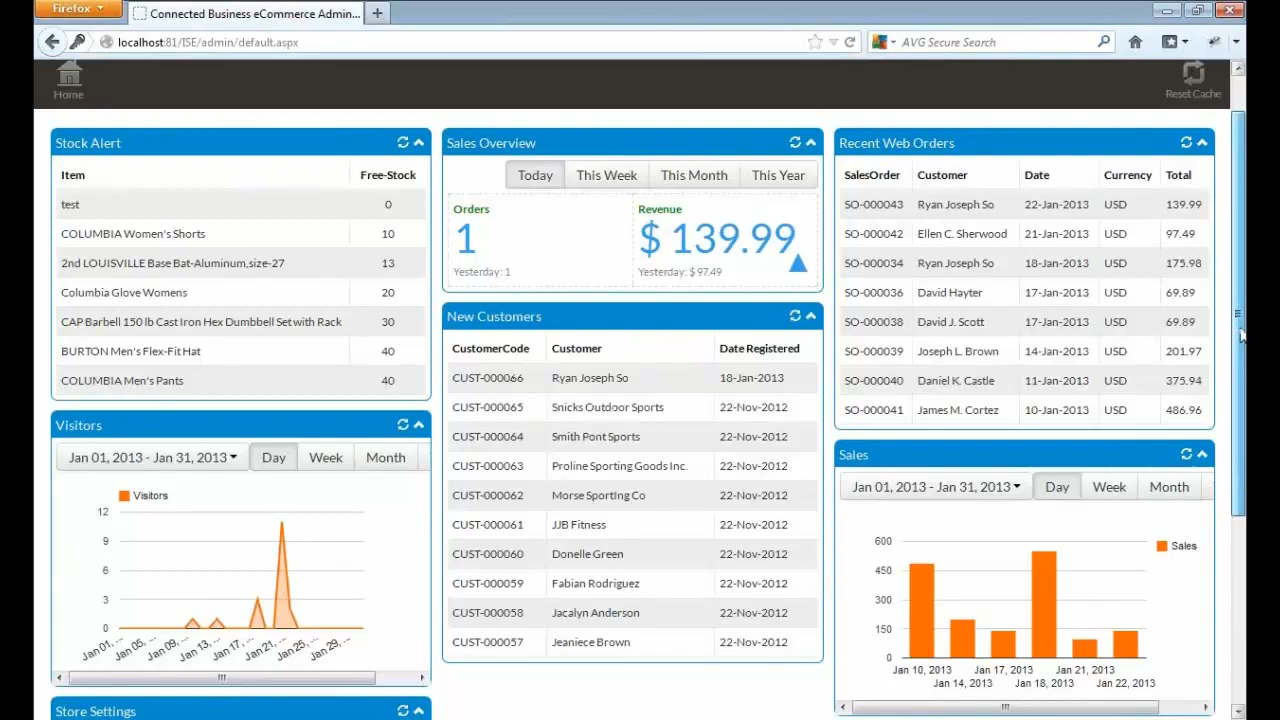 Firefox
Connected Business eCommerce Admin...
localhost:81/ISE/admin/default.aspx
AVG Secure Search
Home
Reset Cache
Stock Alert
Item Free-Stock
test 0
COLUMBIA Women's Shorts 10
2nd LOUISVILLE Base Bat-Aluminum,size-27 13
Columbia Glove Womens 20
CAP Barbell 150 lb Cast Iron Hex Dumbbell Set with Rack 30
BURTON Men's Flex-Fit Hat 40
COLUMBIA Men's Pants 40
Visitors
Jan 01, 2013 - Jan 31, 2013 Day Week Month
Visitors
12
9
6
3
0
Jan 01, ... Jan 05, ... Jan 09, ... Jan 13, ... Jan 17, ... Jan 21, ... Jan 25, ... Jan 29, ...
Store Settings
Sales Overview
Today This Week This Month This Year
Orders Revenue
1 $ 139.99
Yesterday: 1 Yesterday: $ 97.49
New Customers
CustomerCode Customer Date Registered
CUST-000066 Ryan Joseph So 18-Jan-2013
CUST-000065 Snicks Outdoor Sports 22-Nov-2012
CUST-000064 Smith Pont Sports 22-Nov-2012
CUST-000063 Proline Sporting Goods Inc. 22-Nov-2012
CUST-000062 Morse Sporting Co 22-Nov-2012
CUST-000061 JJB Fitness 22-Nov-2012
CUST-000060 Donelle Green 22-Nov-2012
CUST-000059 Fabian Rodriguez 22-Nov-2012
CUST-000058 Jacalyn Anderson 22-Nov-2012
CUST-000057 Jeaniece Brown 22-Nov-2012
Recent Web Orders
SalesOrder Customer Date Currency Total
SO-000043 Ryan Joseph So 22-Jan-2013 USD 139.99
SO-000042 Ellen C. Sherwood 21-Jan-2013 USD 97.49
SO-000034 Ryan Joseph So 18-Jan-2013 USD 175.98
SO-000036 David Hayter 17-Jan-2013 USD 69.89
SO-000038 David J. Scott 17-Jan-2013 USD 69.89
SO-000039 Joseph L. Brown 14-Jan-2013 USD 201.97
SO-000040 Daniel K. Castle 11-Jan-2013 USD 375.94
SO-000041 James M. Cortez 10-Jan-2013 USD 486.96
Sales
Jan 01, 2013 - Jan 31, 2013 Day Week Month
Sales
600
450
300
150
0
Jan 10, 2013 Jan 17, 2013 Jan 21, 2013
Jan 14, 2013 Jan 18, 2013 Jan 22, 2013